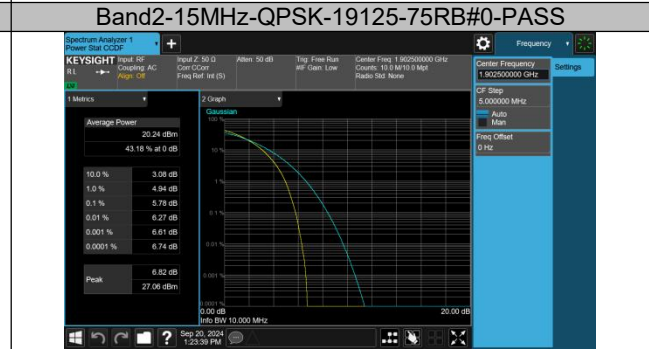 Band2-15MHz-QPSK-19125-75RB#0-PASS
Spectrum Analyzer 1
Power Stat CCDF
Frequency
KEYSIGHT
Input: RF
Coupling: AC
Align: Off
Input Z: 50 Ω
Corr CCorr
Freq Ref: Int (S)
Atten: 50 dB
Trig: Free Run
#IF Gain: Low
Center Freq: 1.902500000 GHz
Counts: 10.0 M/10.0 Mpt
Radio Std: None
R L
Center Frequency
1.902500000 GHz
Settings
CF Step
5.000000 MHz
Auto
Man
Freq Offset
0 Hz
1 Metrics
2 Graph
Gaussian
Average Power
20.24 dBm
43.18 % at 0 dB
10.0 % 3.08 dB
1.0 % 4.94 dB
0.1 % 5.78 dB
0.01 % 6.27 dB
0.001 % 6.61 dB
0.0001 % 6.74 dB
Peak
6.82 dB
27.06 dBm
100 %
10 %
1 %
0.1 %
0.01 %
0.001 %
0.0001 %
0.00 dB
20.00 dB
Info BW 10.000 MHz
Sep 20, 2024
1:23:39 PM